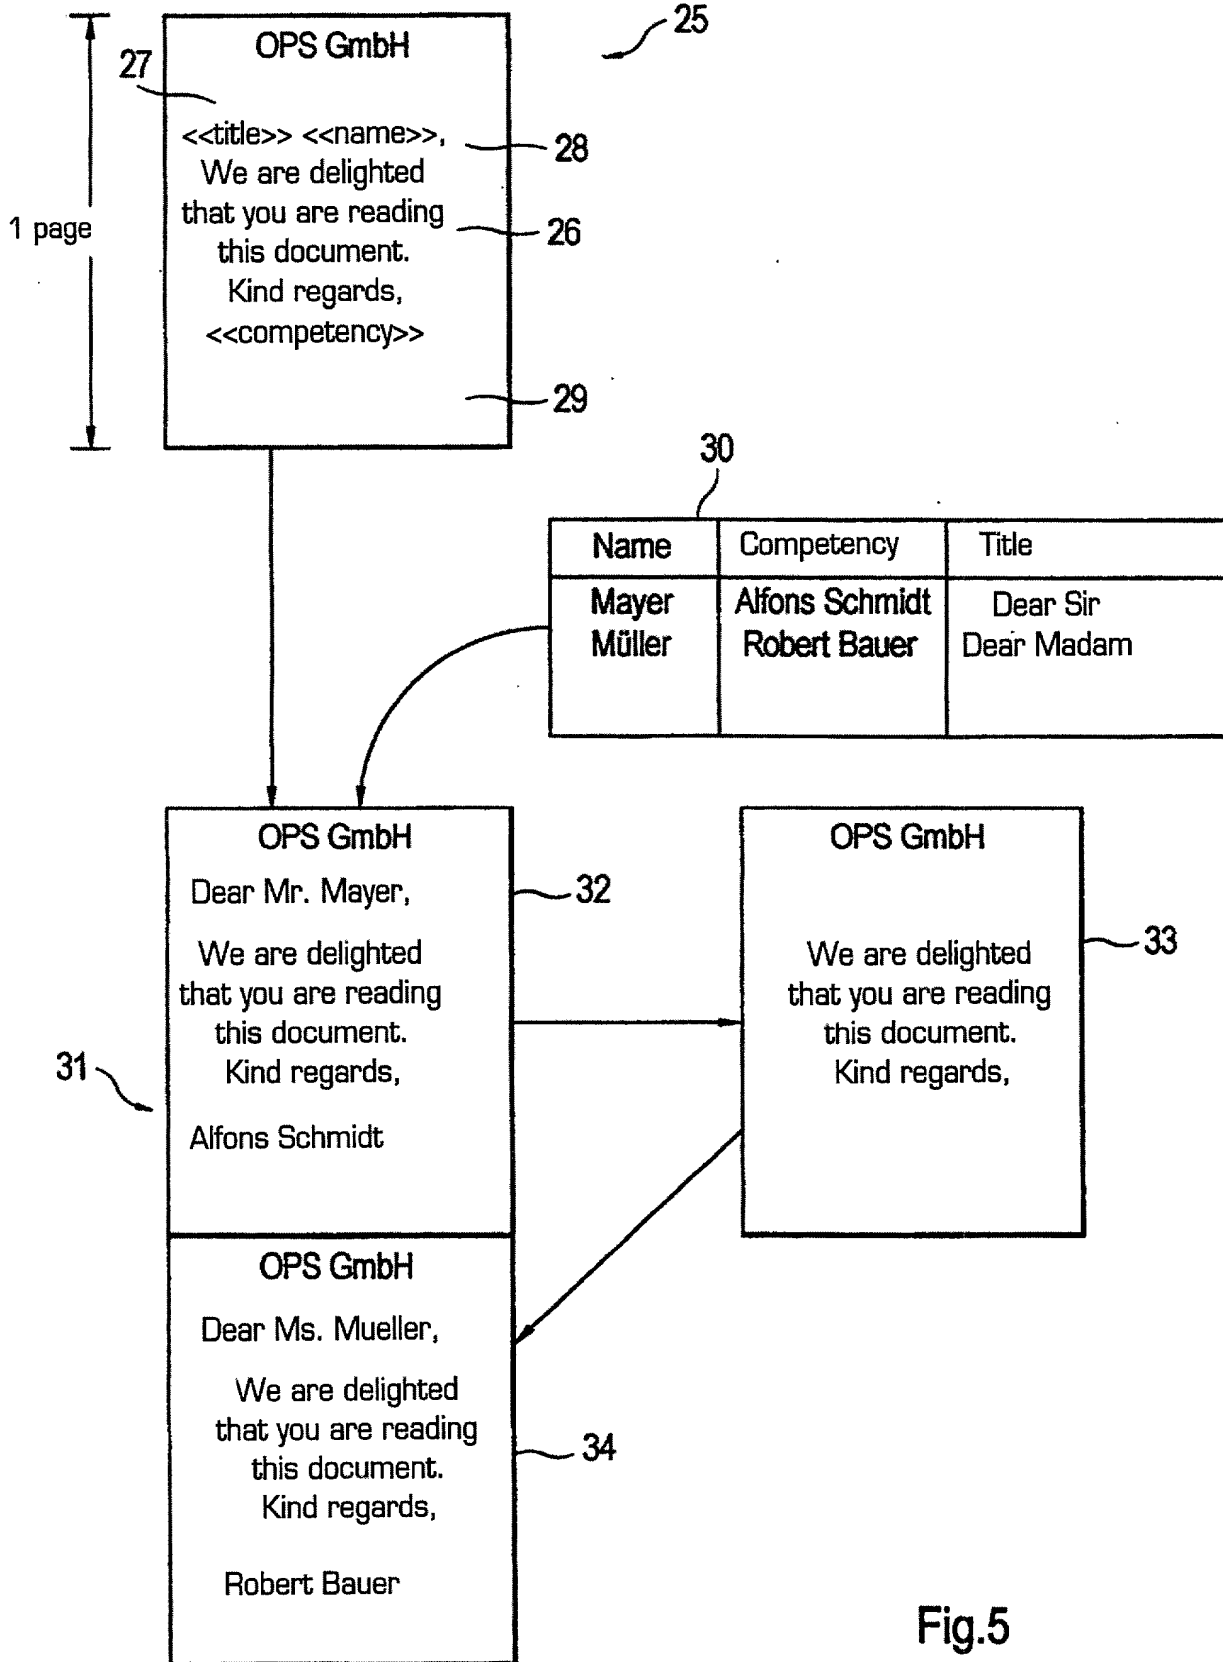 25
OPS GmbH
27
<<title>> <<name>>,
28
We are delighted
that you are reading
26
this document.
Kind regards,
<<competency>>
29
1 page
30
Name Competency Title
Mayer Alfons Schmidt Dear Sir
Müller Robert Bauer Dear Madam
31
OPS GmbH
Dear Mr. Mayer,
32
We are delighted
that you are reading
this document.
Kind regards,
Alfons Schmidt
OPS GmbH
33
We are delighted
that you are reading
this document.
Kind regards,
OPS GmbH
Dear Ms. Mueller,
We are delighted
that you are reading
34
this document.
Kind regards,
Robert Bauer
Fig.5